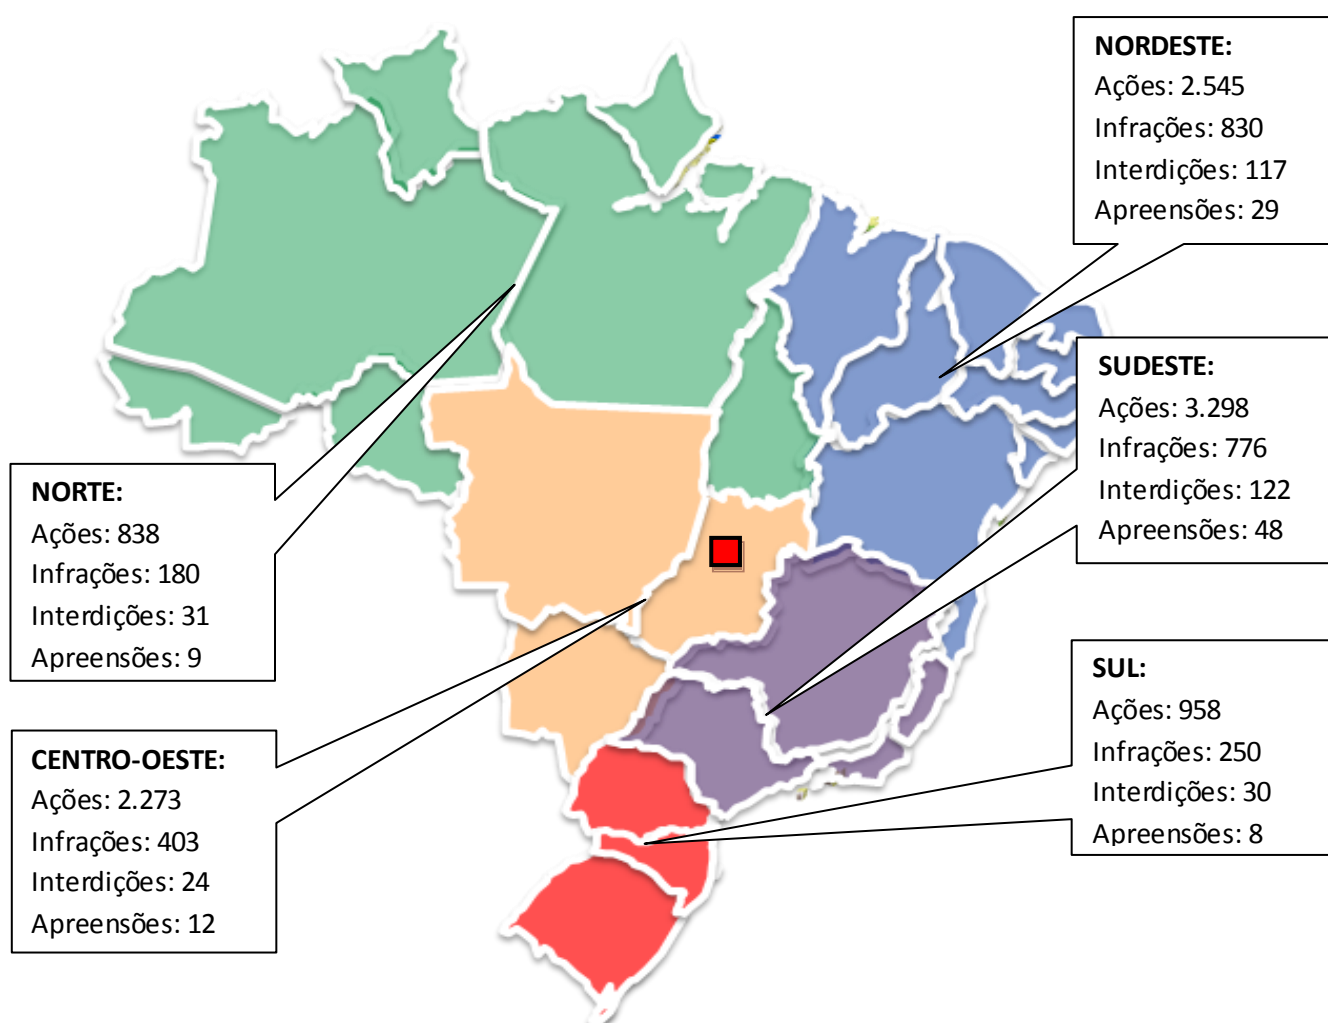 NORDESTE:
Ações: 2.545
Infrações: 830
Interdições: 117
Apreensões: 29
SUDESTE:
Ações: 3.298
Infrações: 776
Interdições: 122
Apreensões: 48
NORTE:
Ações: 838
Infrações: 180
Interdições: 31
Apreensões: 9
SUL:
Ações: 958
Infrações: 250
Interdições: 30
Apreensões: 8
CENTRO-OESTE:
Ações: 2.273
Infrações: 403
Interdições: 24
Apreensões: 12